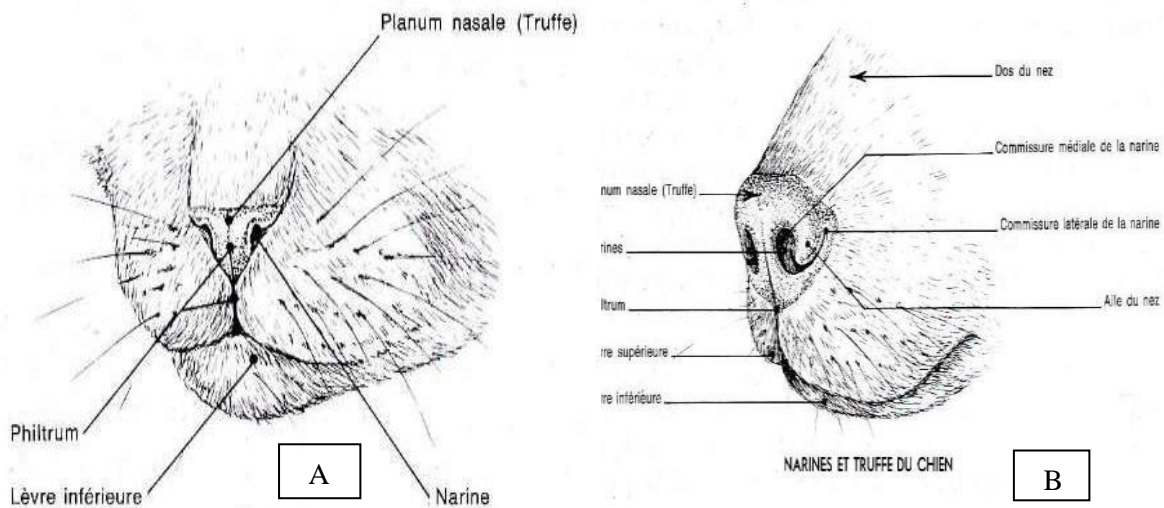 Planum nasale (Truffe)
Philtrum
Lèvre inférieure
Narine
A
Dos du nez
Commissure médiale de la narine
num nasale (Truffe)
Commissure latérale de la narine
rines
ltrum
Aile du nez
re supérieure
re inférieure
NARINES ET TRUFFE DU CHIEN
B